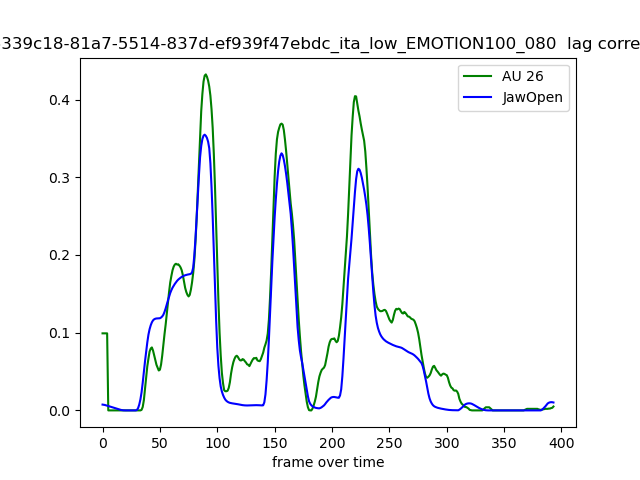 339c18-81a7-5514-837d-ef939f47ebdc_ita_low_EMOTION100_080 lag corre
AU 26
JawOpen
0.4
0.3
0.2
0.1
0.0
0 50 100 150 200 250 300 350 400
frame over time